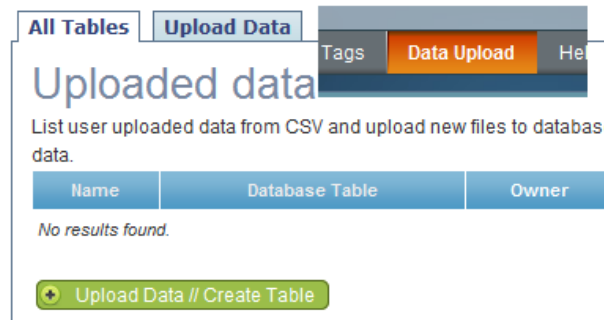 All Tables Upload Data
Tags Data Upload Hel
Uploaded data
List user uploaded data from CSV and upload new files to databas
data.
Name Database Table Owner
No results found.
Upload Data // Create Table